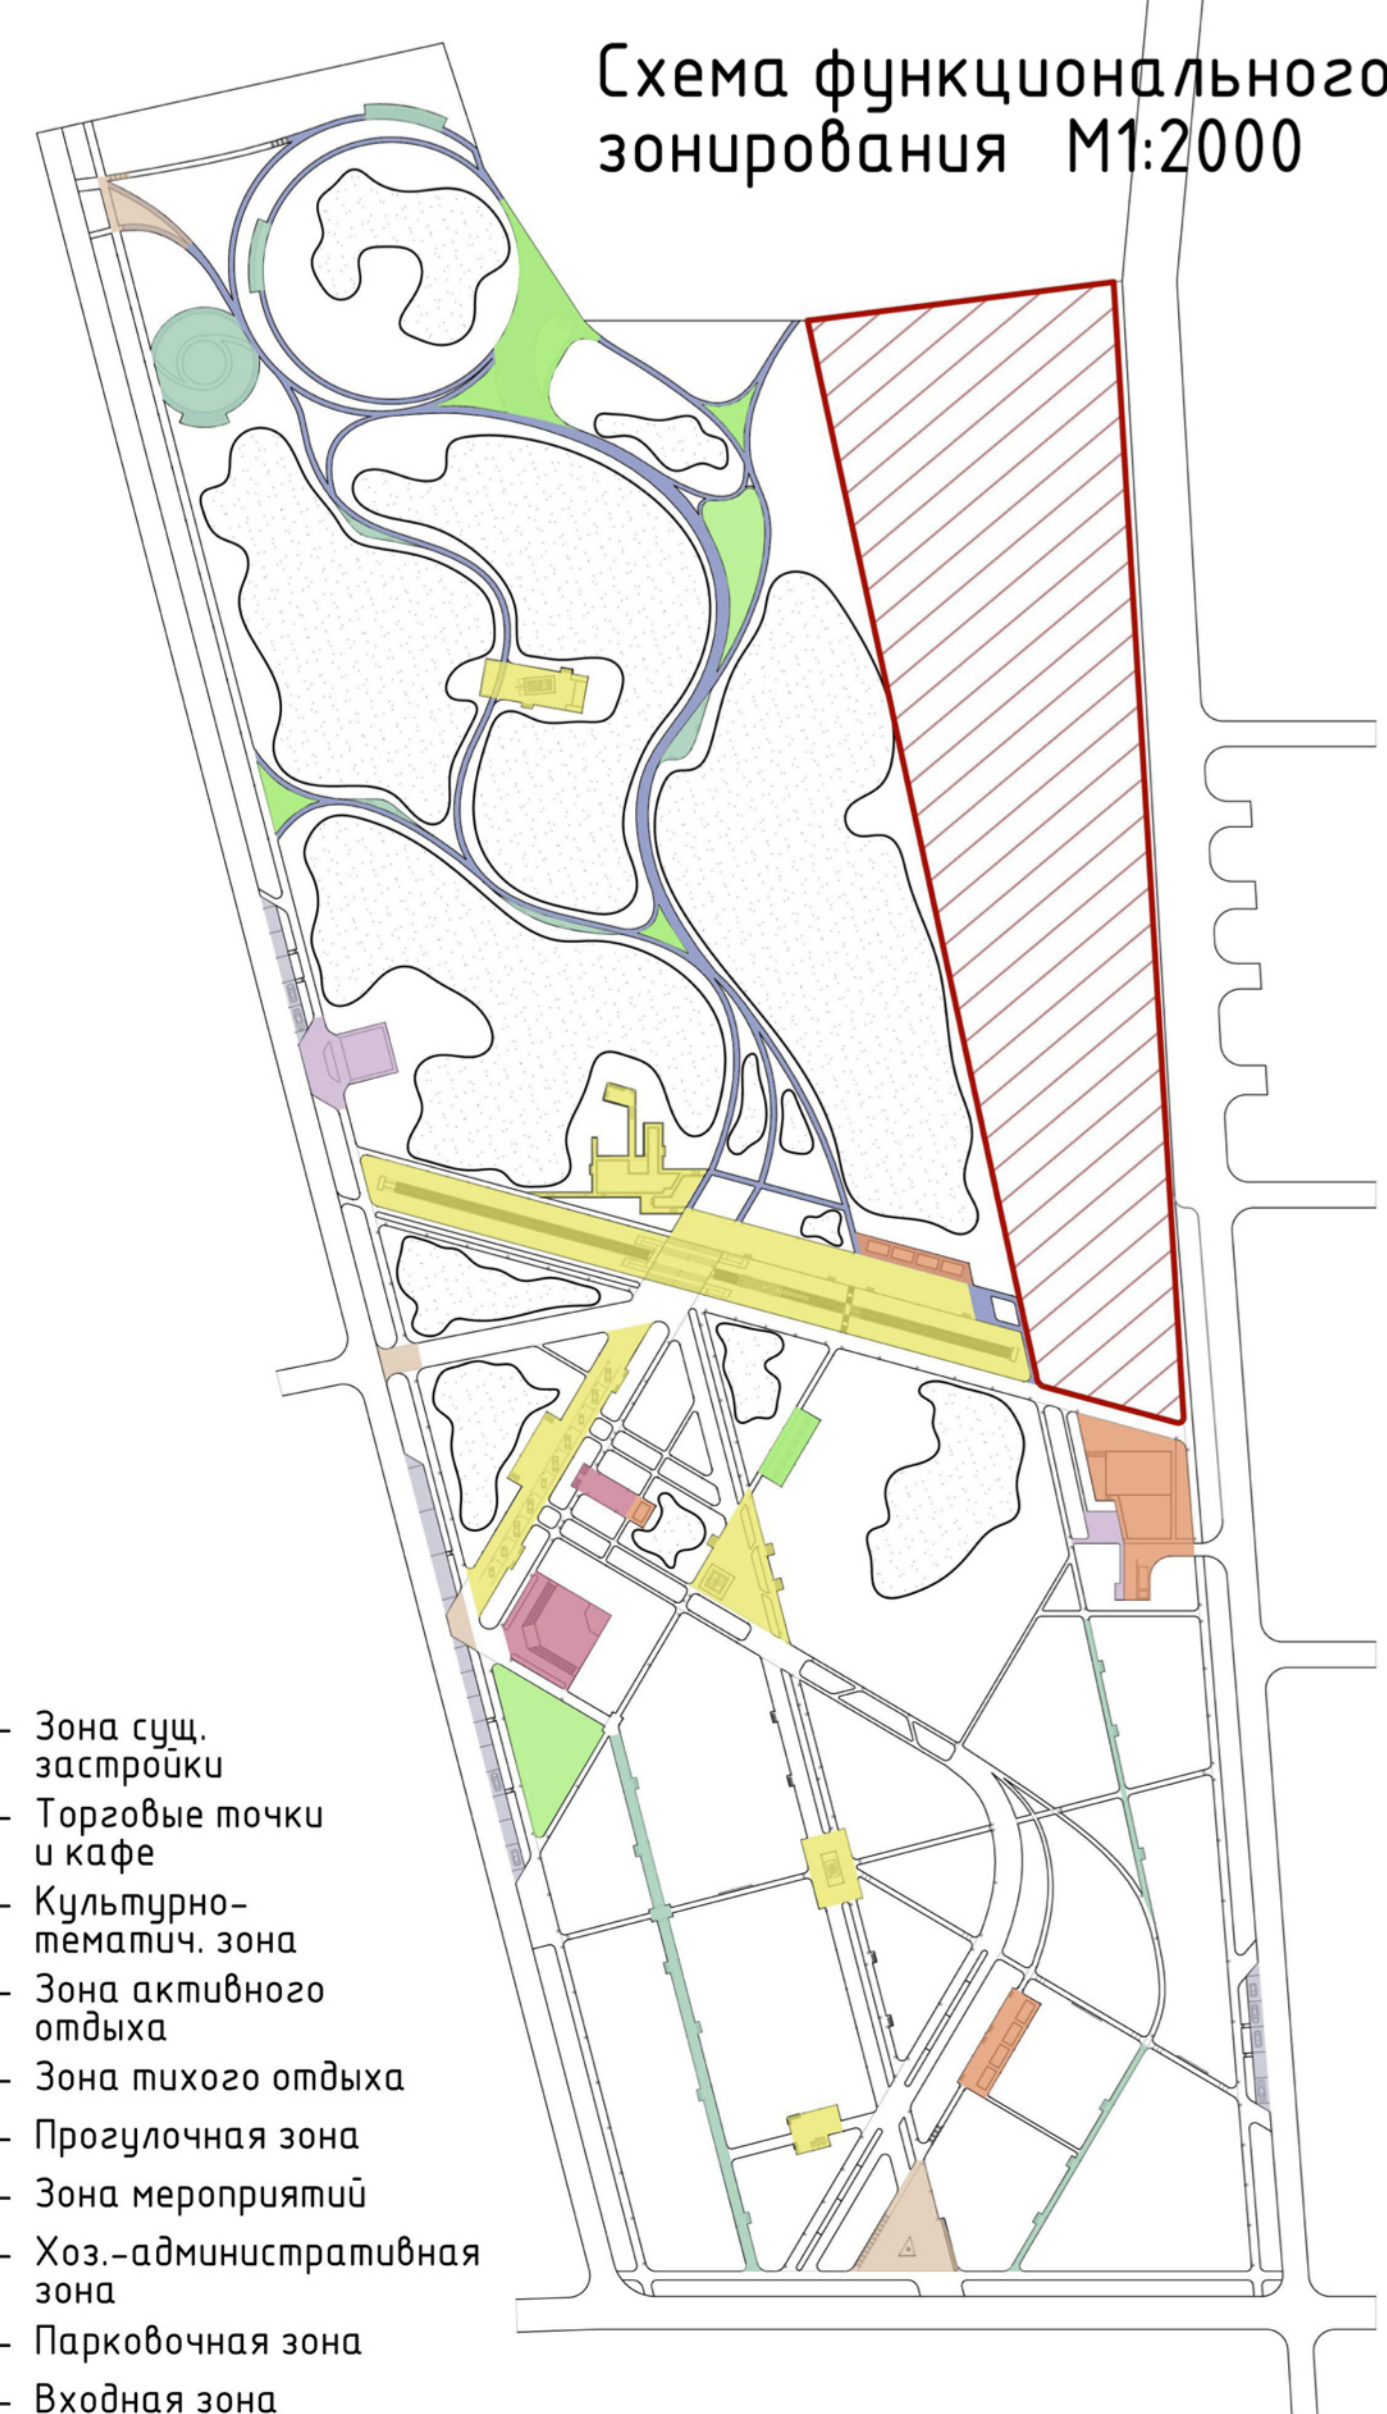 Схема функционального
зонирования М1:2000
- Зона сущ.
застройки
- Торговые точки
и кафе
- Культурно-
тематич. зона
- Зона активного
отдыха
- Зона тихого отдыха
- Прогулочная зона
- Зона мероприятий
- Хоз.-административная
зона
- Парковочная зона
- Входная зона